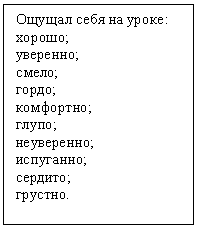 Ощущал себя на уроке:
хорошо;
уверенно;
смело;
гордо;
комфортно;
глупо;
неуверенно;
испуганно;
сердито;
грустно.